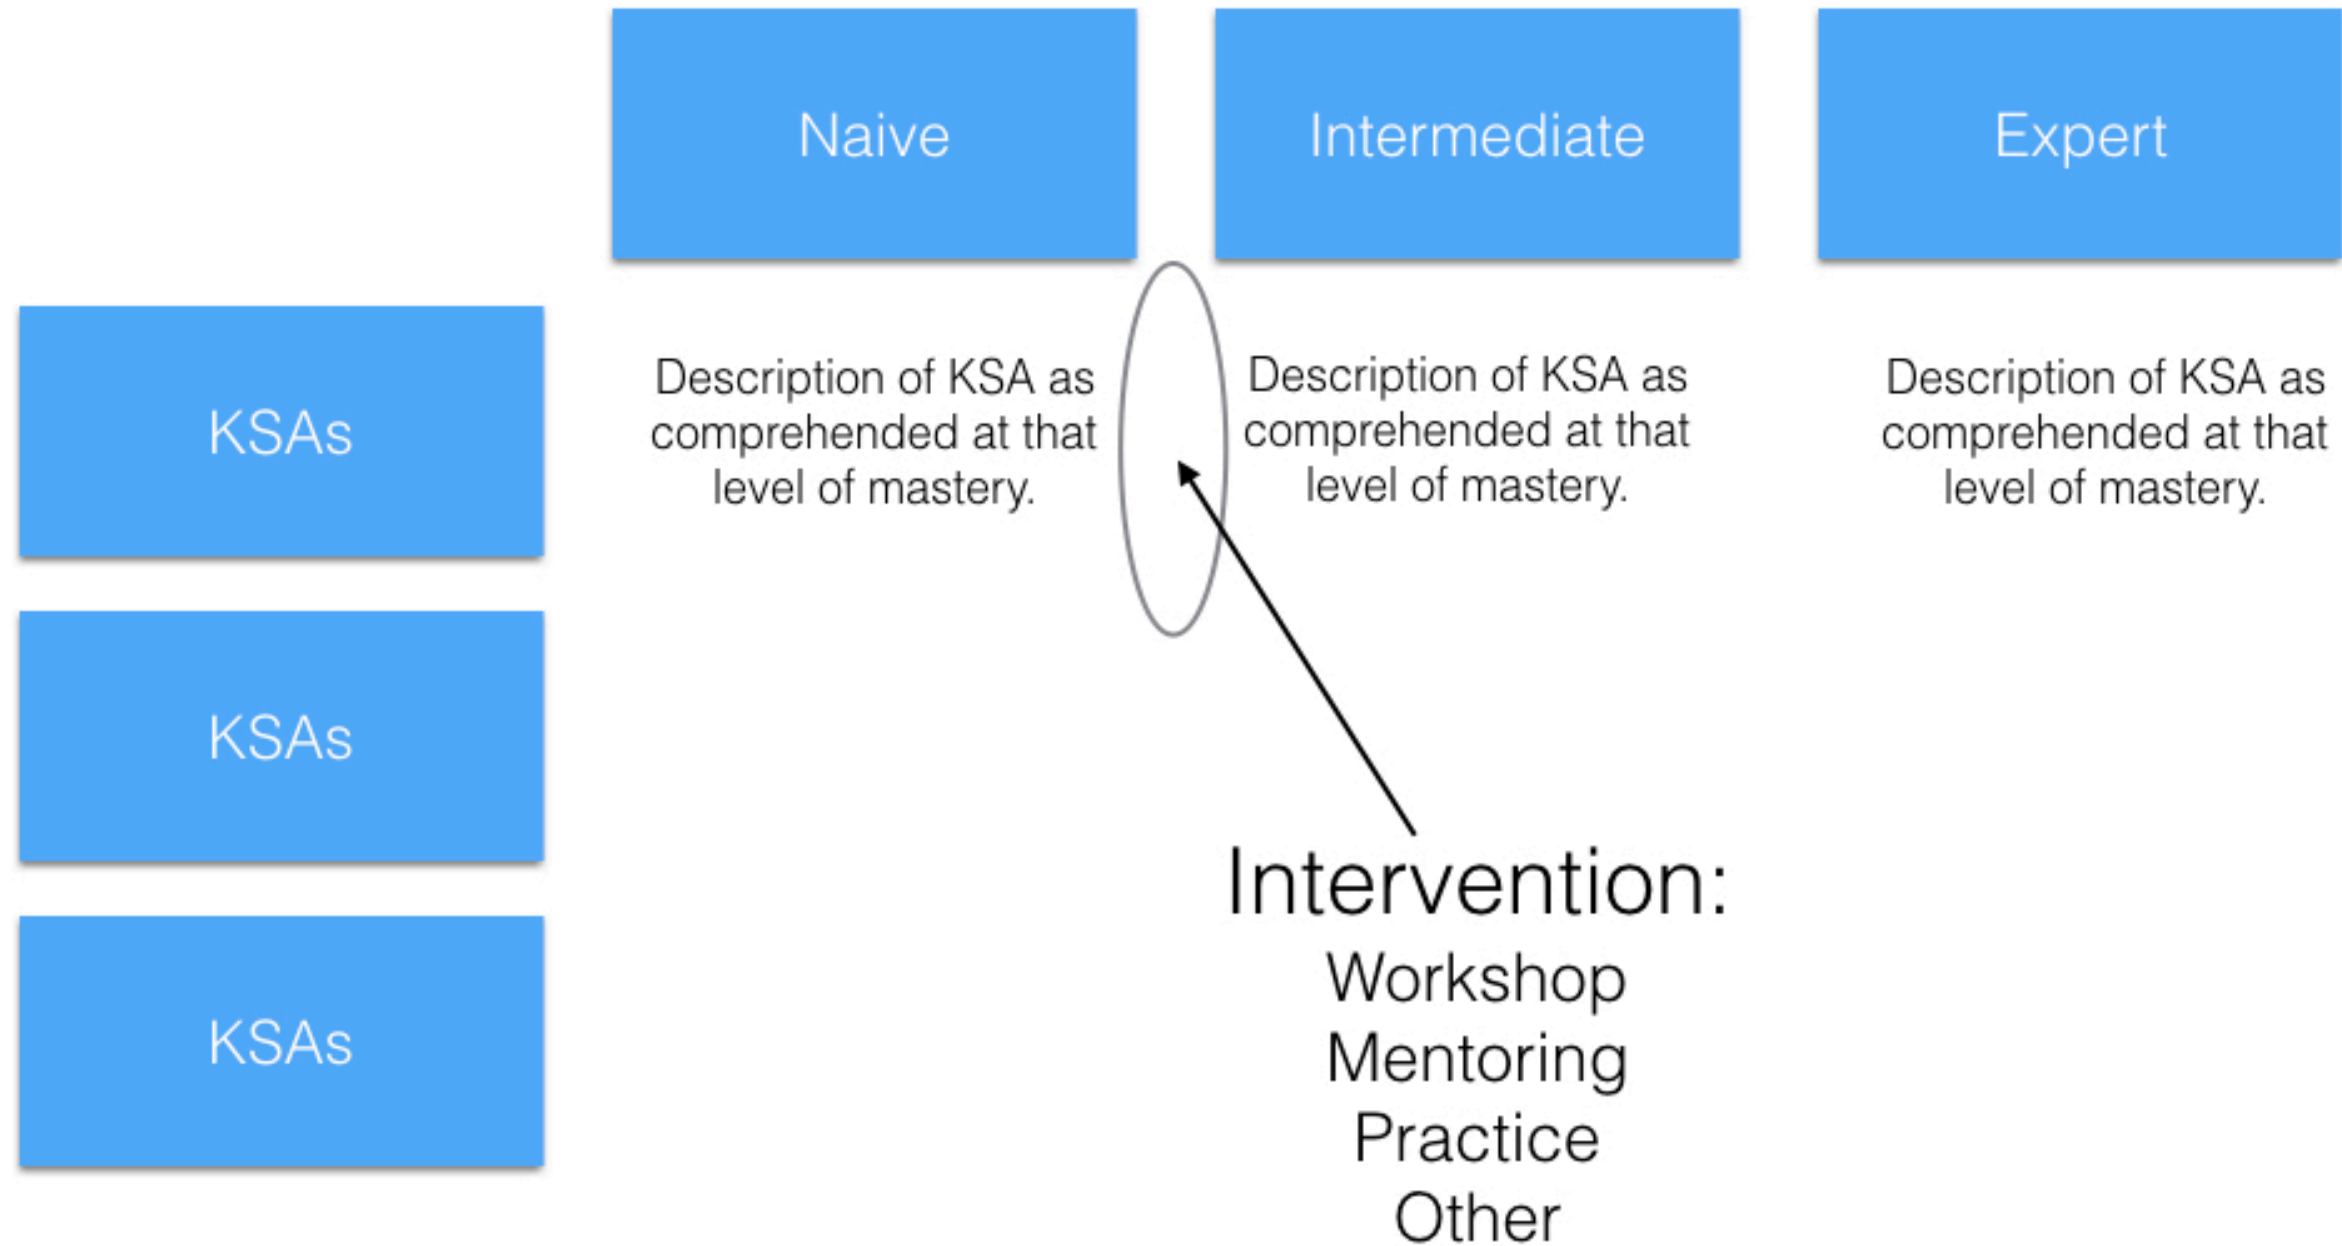 Naive
Intermediate
Expert
KSAs
Description of KSA as
comprehended at that
level of mastery.
Description of KSA as
comprehended at that
level of mastery.
Description of KSA as
comprehended at that
level of mastery.
KSAs
KSAs
Intervention:
Workshop
Mentoring
Practice
Other